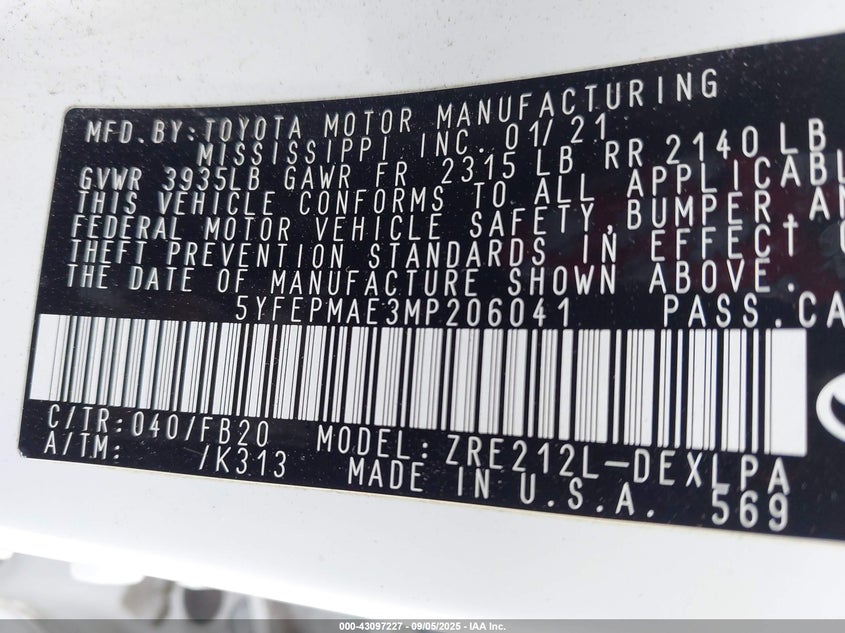 MFD.BY:TOYOTA MOTOR MANUFACTURING
MISSISSIPPI INC. 01/21
GVWR 3935LB GAWR FR 2315 LB RR 2140 LB
THIS VEHICLE CONFORMS TO ALL
FEDERAL MOTOR VEHICLE SAFETY,BUMPER,
THEFT PREVENTION STANDARDS IN EFFECT
THE DATE OF MANUFACTURE SHOWN ABOVE.
5YFEPMAE3MP206041 PASS.
C/TR:040/FB20 MODEL:ZRE212L-DEXLPA
A/TM: /K313 MADE IN U.S.A. 569
000-43097227 - 09/05/2025 - IAA Inc.